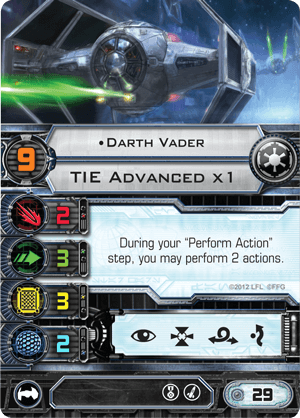 •Darth Vader
9
TIE Advanced x1
2
During your "Perform Action"
step, you may perform 2 actions.
3
©2012 LFL ©FFG
3
2
29